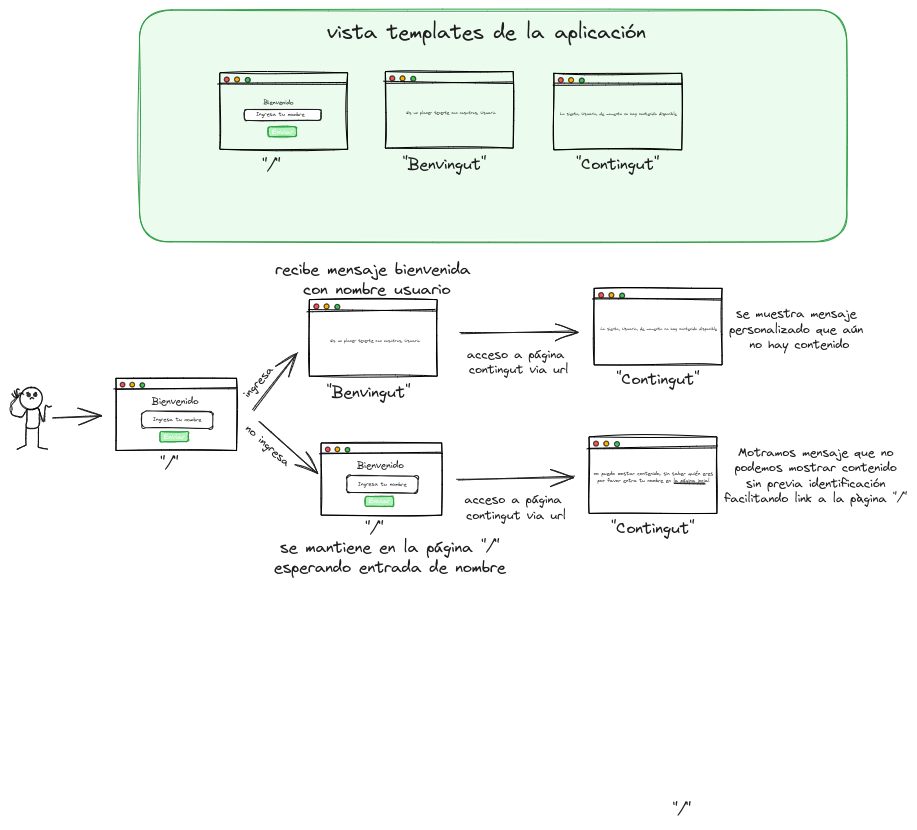 vista templates de la aplicación
Bienvenido
Ingresa tu nombre
Enviar
"/"
Es un placer tenerte con nosotros, Usuario
"Benvingut"
Lo siento, Usuario, de momento no hay contenido disponible
"Contingut"
recibe mensaje bienvenida
con nombre usuario
Es un placer tenerte con nosotros, Usuario
"Benvingut"
acceso a página
contingut via url
Lo siento, Usuario, de momento no hay contenido disponible
"Contingut"
se muestra mensaje
personalizado que aún
no hay contenido
ingresa
no ingresa
Bienvenido
Ingresa tu nombre
Enviar
"/"
Bienvenido
Ingresa tu nombre
Enviar
"/"
se mantiene en la página "/"
esperando entrada de nombre
acceso a página
contingut via url
no puedo mostar contenido, sin saber quién eres
por favor entra tu nombre en la página inicial
"Contingut"
Motramos mensaje que no
podemos mostrar contenido
sin previa identificación
facilitando link a la pàgina "/"
"/"